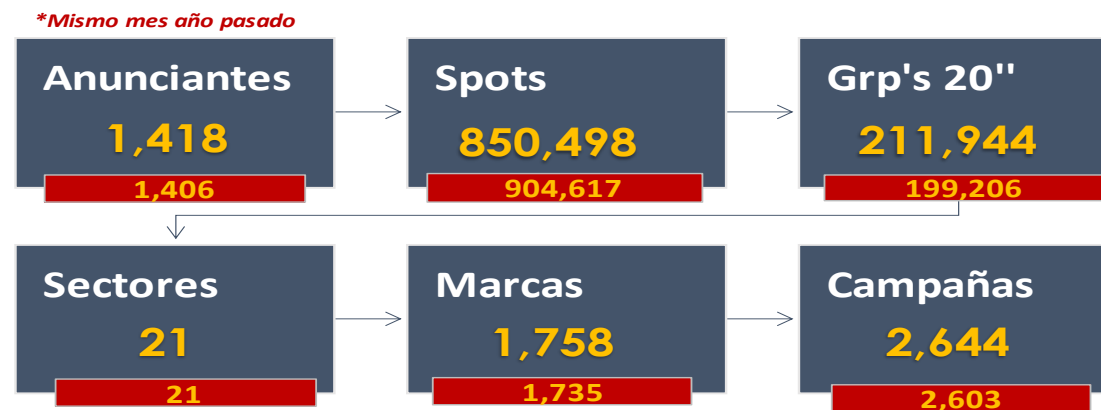 *Mismo mes año pasado
Anunciantes
1,418
1,406
Spots
850,498
904,617
Grp's 20''
211,944
199,206
Sectores
21
21
Marcas
1,758
1,735
Campañas
2,644
2,603